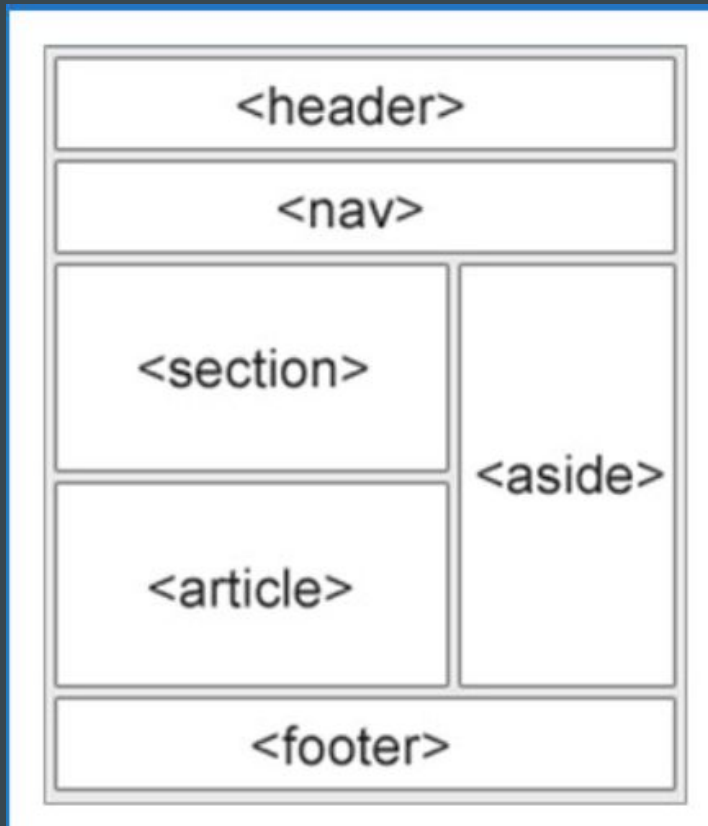 <header>
<nav>
<section>
<aside>
<article>
<footer>